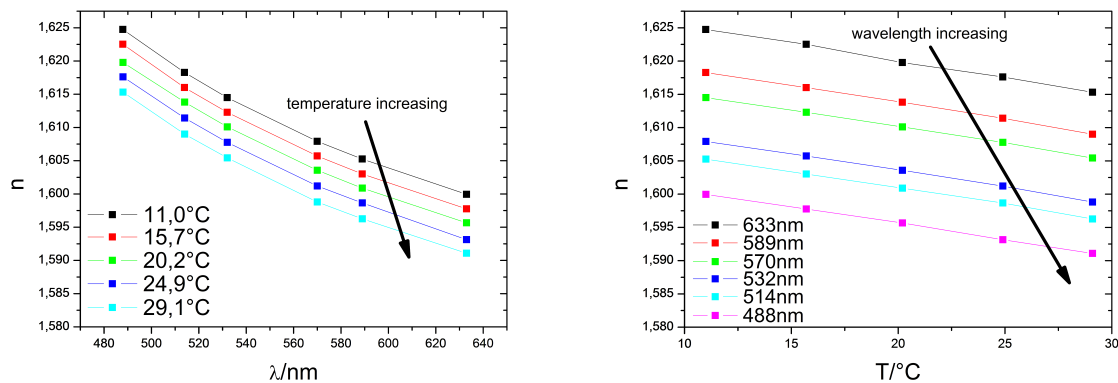 1,625
1,620
1,615
1,610
1,605
1,600
1,595
1,590
1,585
1,580
n
temperature increasing
11,0°C
15,7°C
20,2°C
24,9°C
29,1°C
480 500 520 540 560 580 600 620 640
λ/nm
1,625
1,620
1,615
1,610
1,605
1,600
1,595
1,590
1,585
1,580
n
wavelength increasing
633nm
589nm
570nm
532nm
514nm
488nm
10 15 20 25 30
T/°C